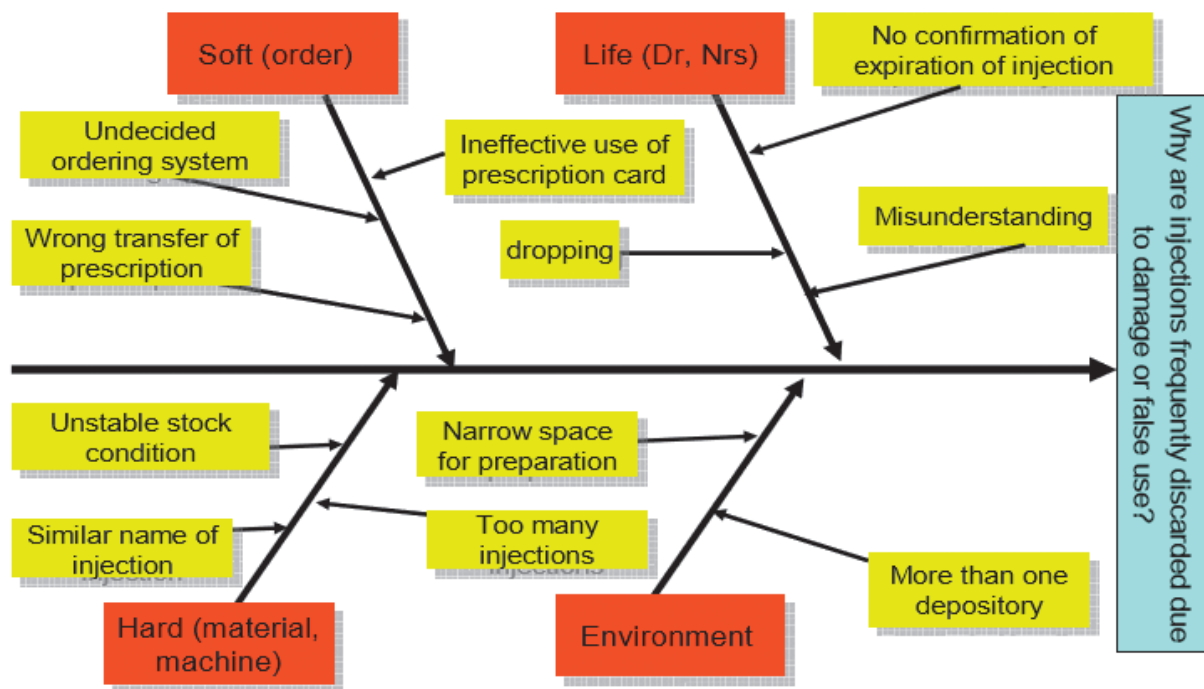 Soft (order)
Life (Dr, Nrs)
No confirmation of
expiration of injection
Undecided
ordering system
Ineffective use of
prescription card
Misunderstanding
Wrong transfer of
prescription
dropping
Why are injections frequently discarded due
to damage or false use?
Unstable stock
condition
Narrow space
for preparation
Similar name of
injection
Too many
injections
More than one
depository
Hard (material,
machine)
Environment